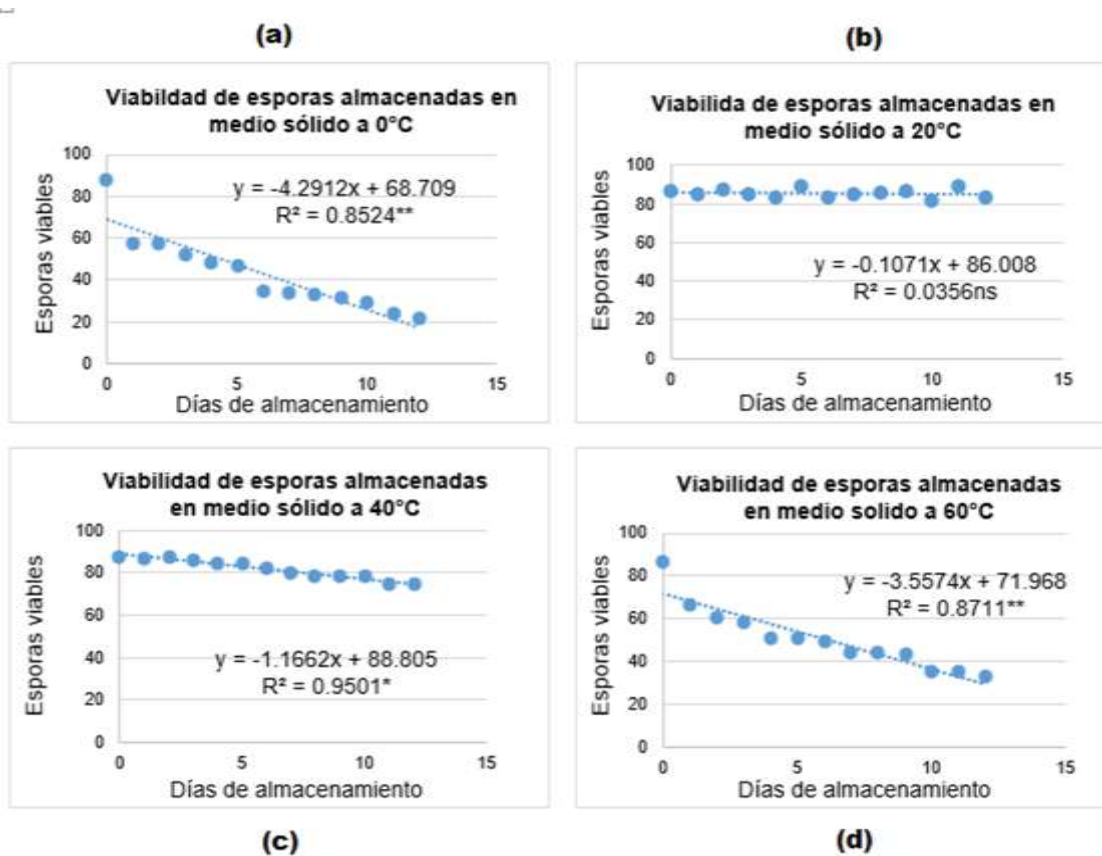 (a)
Viabildad de esporas almacenadas en
medio sólido a 0°C
Esporas viables
100
80
60
40
20
0
y = -4.2912x + 68.709
R² = 0.8524**
0 5 10 15
Días de almacenamiento
(b)
Viabilida de esporas almacenadas en
medio sólido a 20°C
Esporas viables
100
80
60
40
20
0
y = -0.1071x + 86.008
R² = 0.0356ns
0 5 10 15
Días de almacenamiento
Viabilidad de esporas almacenadas
en medio sólido a 40°C
Esporas viables
100
80
60
40
20
0
y = -1.1662x + 88.805
R² = 0.9501*
0 5 10 15
Días de almacenamiento
(c)
Viabilidad de esporas almacenadas
en medio solido a 60°C
Esporas viables
100
80
60
40
20
0
y = -3.5574x + 71.968
R² = 0.8711**
0 5 10 15
Días de almacenamiento
(d)